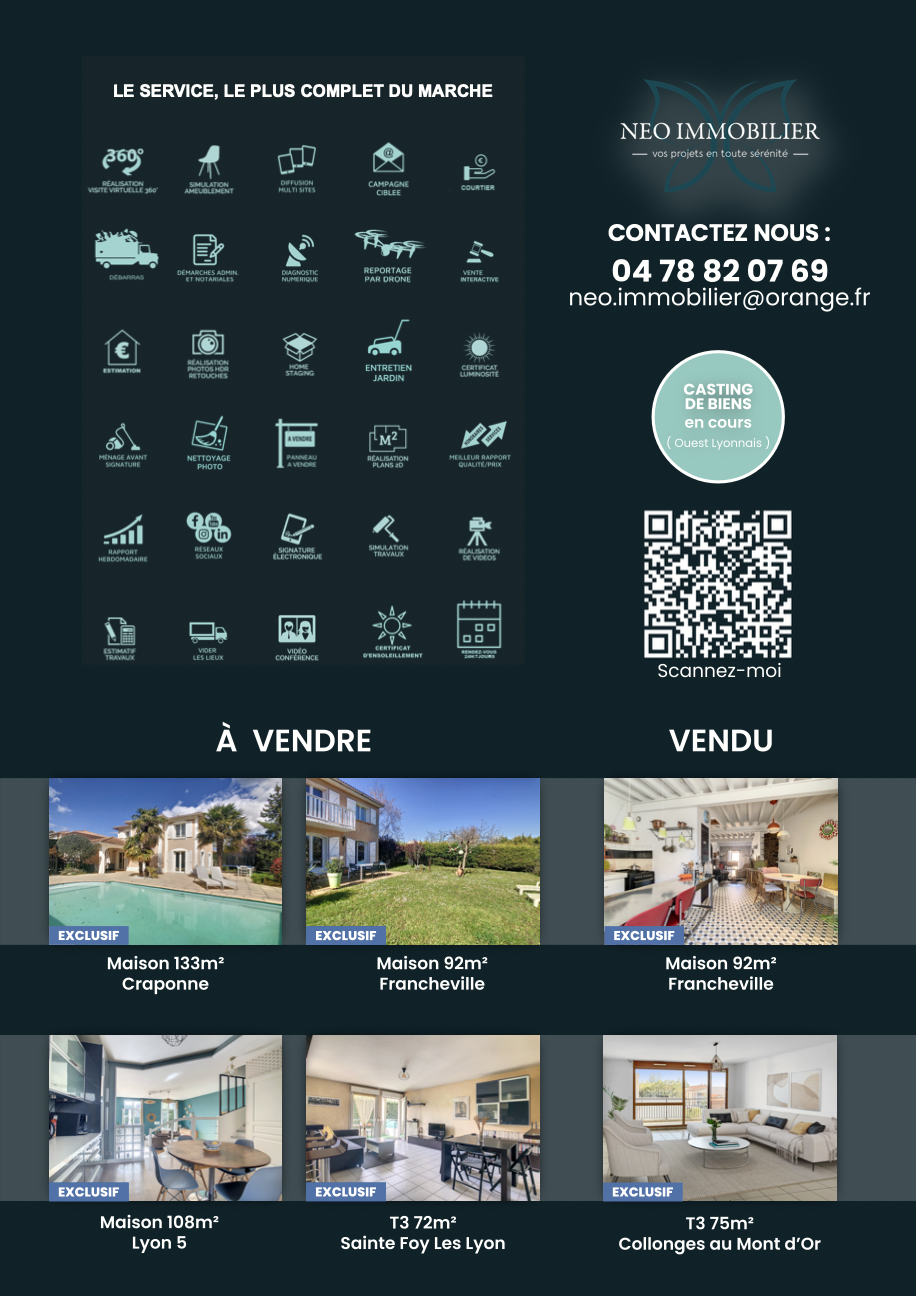 LE SERVICE, LE PLUS COMPLET DU MARCHE
360°
RÉALISATION
VISITE VIRTUELLE 360°
SIMULATION
AMEUBLEMENT
DIFFUSION
MULTI SITES
@
CAMPAGNE
CIBLEE
€
COURTIER
DÉBARRAS
DÉMARCHES ADMIN.
ET NOTARIALES
DIAGNOSTIC
NUMERIQUE
REPORTAGE
PAR DRONE
VENTE
INTERACTIVE
€
ESTIMATION
RÉALISATION
PHOTOS HDR
RETOUCHES
HOME
STAGING
ENTRETIEN
JARDIN
CERTIFICAT
LUMINOSITÉ
MÉNAGE AVANT
SIGNATURE
NETTOYAGE
PHOTO
A VENDRE
PANNEAU
A VENDRE
M²
RÉALISATION
PLANS 2D
MEILLEUR RAPPORT
QUALITÉ/PRIX
RAPPORT
HEBDOMADAIRE
RÉSEAUX
SOCIAUX
SIGNATURE
ÉLECTRONIQUE
SIMULATION
TRAVAUX
RÉALISATION
DE VIDEOS
ESTIMATIF
TRAVAUX
VIDER
LES LIEUX
VIDÉO
CONFÉRENCE
CERTIFICAT
D'ENSOLEILLEMENT
RENDEZ-VOUS
24H/7JOURS
NEO IMMOBILIER
vos projets en toute sérénité
CONTACTEZ NOUS :
04 78 82 07 69
neo.immobilier@orange.fr
CASTING
DE BIENS
en cours
( Ouest Lyonnais )
Scannez-moi
À VENDRE
VENDU
EXCLUSIF
EXCLUSIF
EXCLUSIF
Maison 133m²
Craponne
Maison 92m²
Francheville
Maison 92m²
Francheville
EXCLUSIF
EXCLUSIF
EXCLUSIF
Maison 108m²
Lyon 5
T3 72m²
Sainte Foy Les Lyon
T3 75m²
Collonges au Mont d'Or